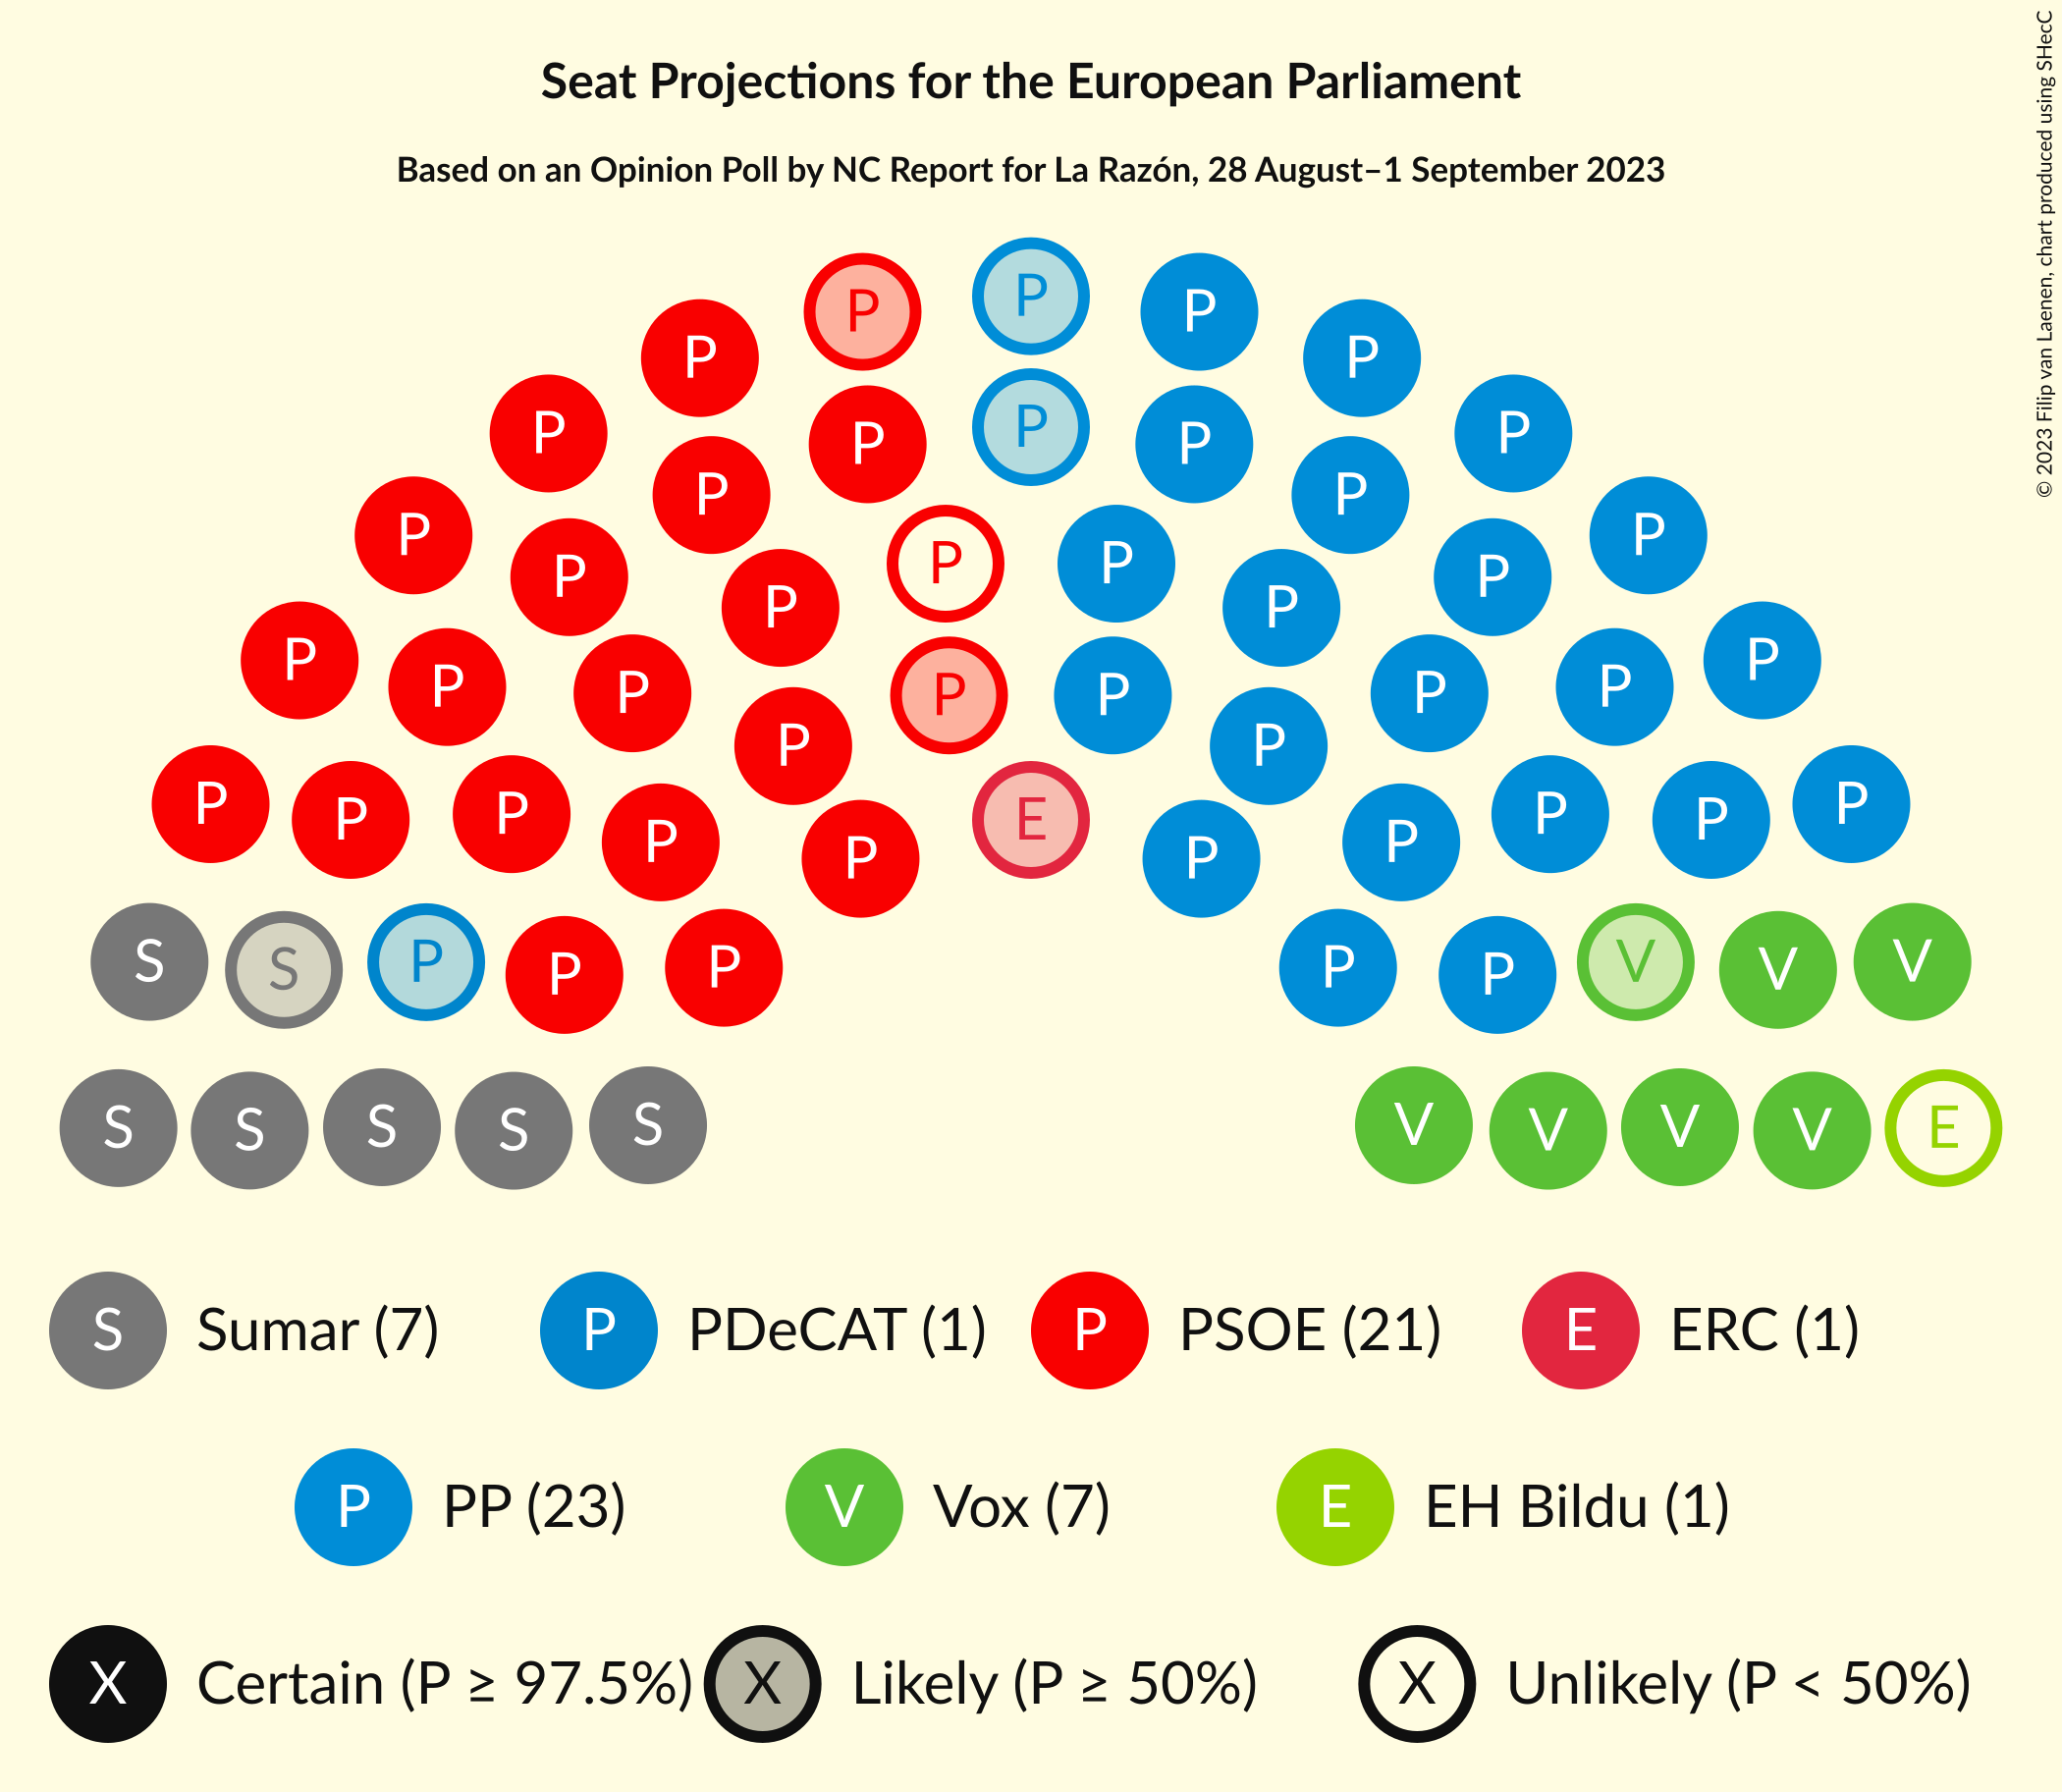 Seat Projections for the European Parliament
Based on an Opinion Poll by NC Report for La Razón, 28 August–1 September 2023
© 2023 Filip van Laenen, chart produced using SHecC
P P P P P
P P P P P P
P P
P P P P P P
P P P P
P P P P
P P P P
P P P P P P
E
P P P P P P
S S P P P P P V V V
S S S S S V V V V E
S Sumar (7) P PDeCAT (1) P PSOE (21) E ERC (1)
P PP (23) V Vox (7) E EH Bildu (1)
X Certain (P ≥ 97.5%) X Likely (P ≥ 50%) X Unlikely (P < 50%)